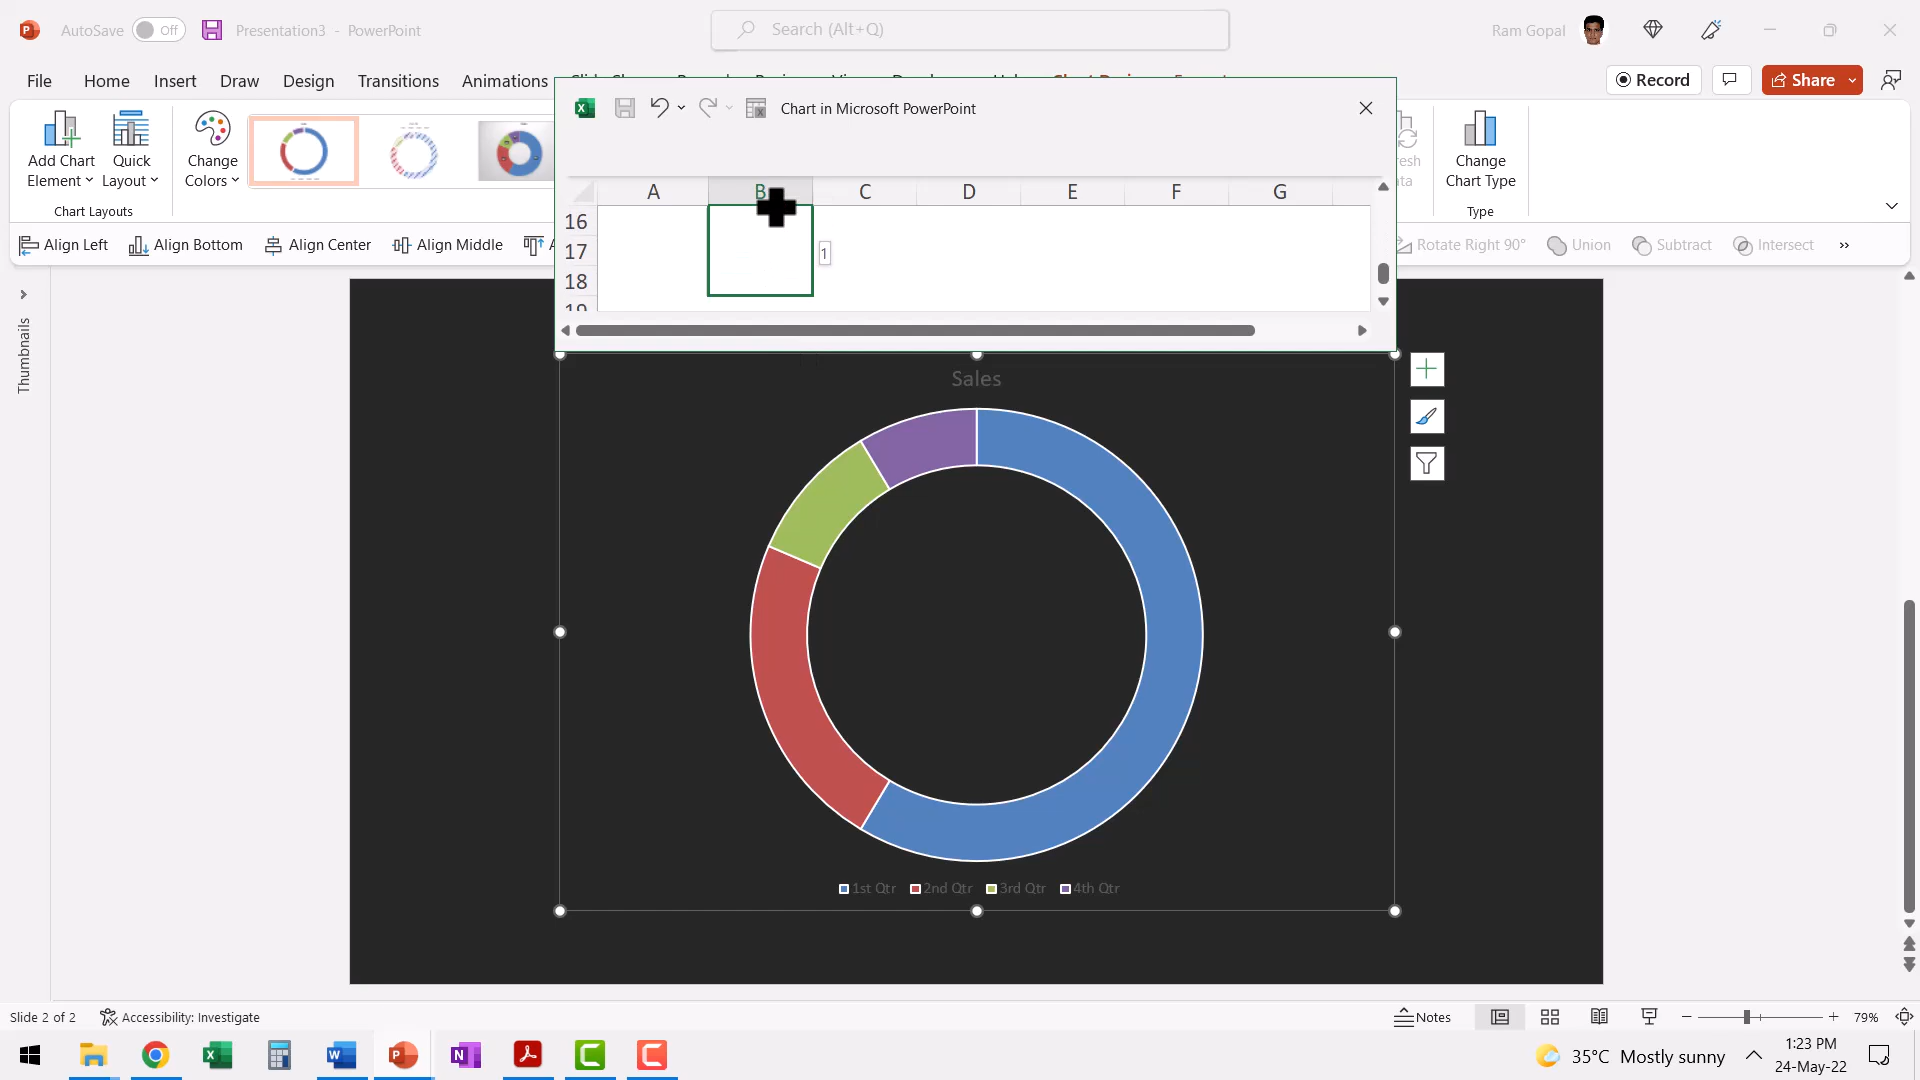 AutoSave Off Presentation3 - PowerPoint Search (Alt+Q) Ram Gopal
File Home Insert Draw Design Transitions Animations
Record Share
Chart in Microsoft PowerPoint
Add Chart Element
Quick Layout
Chart Layouts
Change Colors
Change Chart Type
Type
A B C D E F G
16
17
18
1
Align Left Align Bottom Align Center Align Middle
Rotate Right 90° Union Subtract Intersect
Thumbnails
Sales
1st Qtr 2nd Qtr 3rd Qtr 4th Qtr
Slide 2 of 2 Accessibility: Investigate Notes 79%
35°C Mostly sunny
1:23 PM
24-May-22